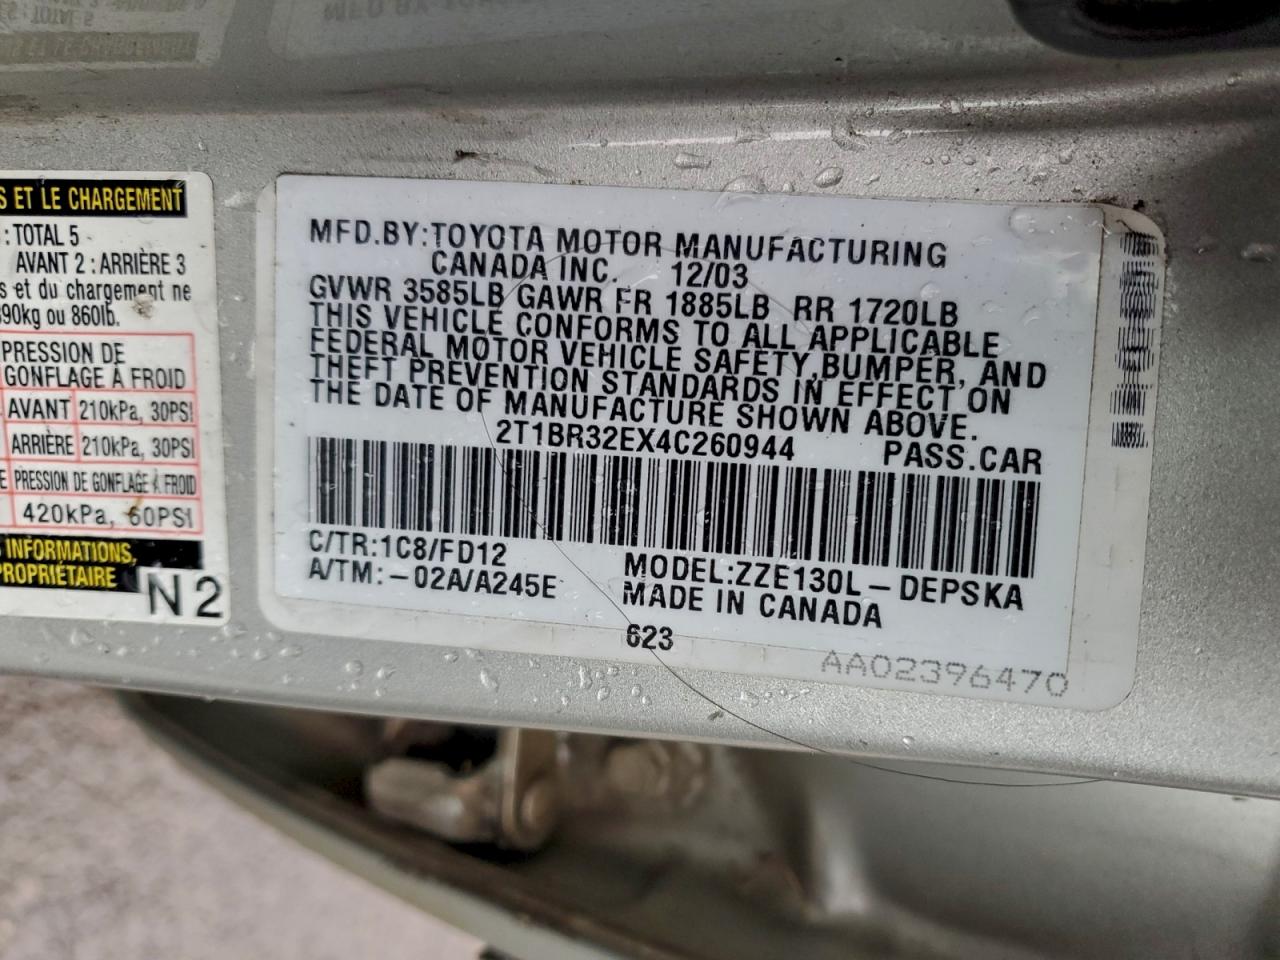 S ET LE CHARGEMENT
: TOTAL 5
AVANT 2 : ARRIÈRE 3
s et du chargement ne
390kg ou 860lb.
PRESSION DE
GONFLAGE À FROID
AVANT 210kPa, 30PSI
ARRIÈRE 210kPa, 30PSI
E PRESSION DE GONFLAGE À FROID
420kPa, 60PSI
INFORMATIONS,
PROPRIÉTAIRE
N2
MFD.BY:TOYOTA MOTOR MANUFACTURING
CANADA INC. 12/03
GVWR 3585LB GAWR FR 1885LB RR 1720LB
THIS VEHICLE CONFORMS TO ALL APPLICABLE
FEDERAL MOTOR VEHICLE SAFETY,BUMPER, AND
THEFT PREVENTION STANDARDS IN EFFECT ON
THE DATE OF MANUFACTURE SHOWN ABOVE.
2T1BR32EX4C260944 PASS.CAR
C/TR:1C8/FD12
A/TM:-02A/A245E
MODEL:ZZE130L-DEPSKA
MADE IN CANADA
623
AA02396470